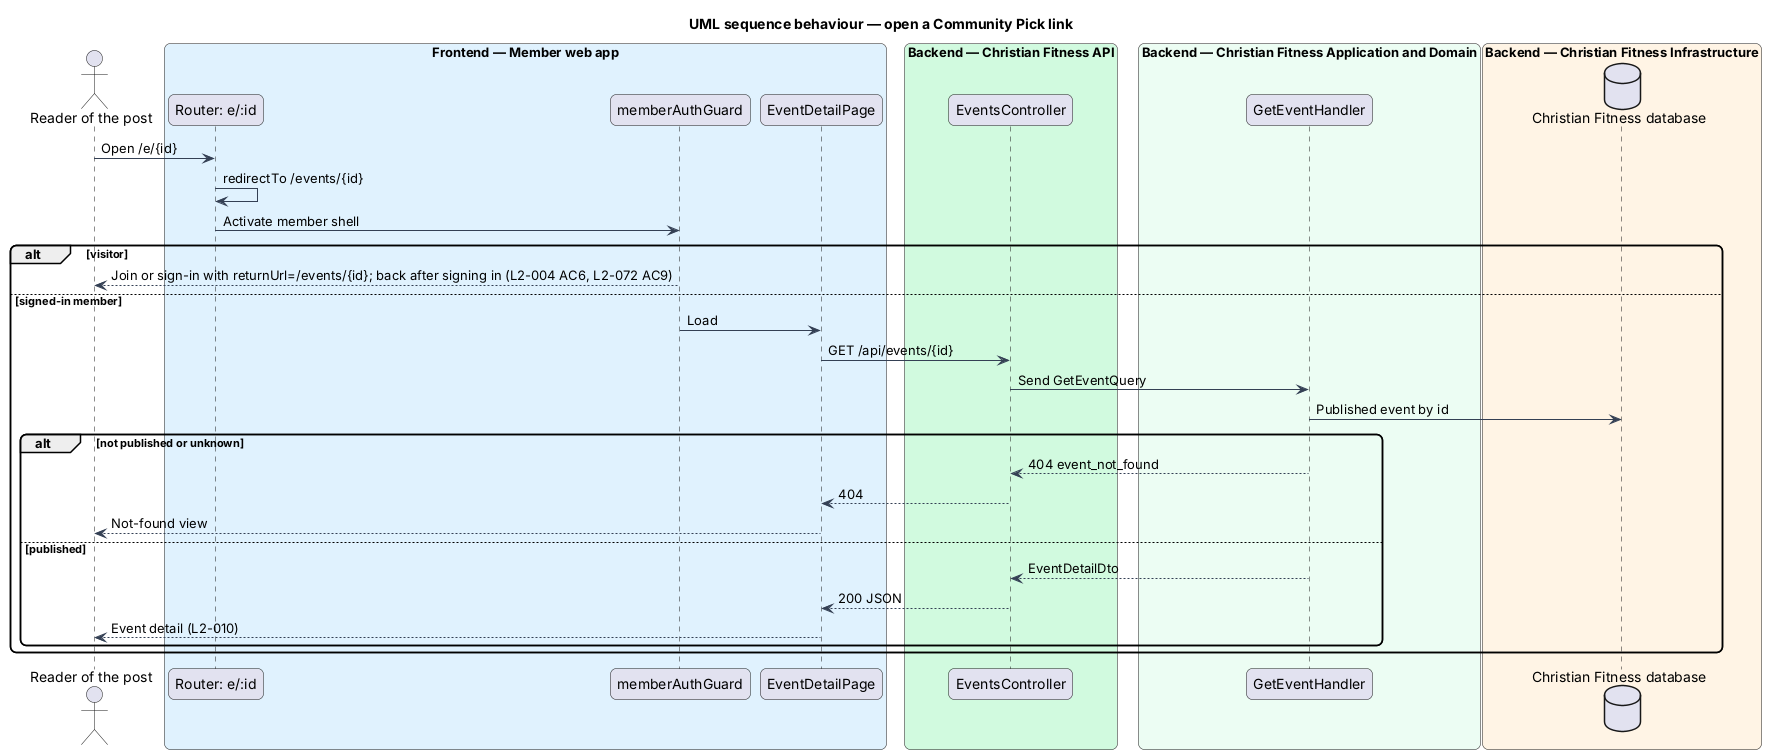 UML sequence behaviour — open a Community Pick link
Frontend — Member web app
Backend — Christian Fitness API
Backend — Christian Fitness Application and Domain
Backend — Christian Fitness Infrastructure
Reader of the post
Router: e/:id
memberAuthGuard
EventDetailPage
EventsController
GetEventHandler
Christian Fitness database
Open /e/{id}
redirectTo /events/{id}
Activate member shell
alt
[visitor]
Join or sign-in with returnUrl=/events/{id}; back after signing in (L2-004 AC6, L2-072 AC9)
[signed-in member]
Load
GET /api/events/{id}
Send GetEventQuery
Published event by id
alt
[not published or unknown]
404 event_not_found
404
Not-found view
[published]
EventDetailDto
200 JSON
Event detail (L2-010)
Reader of the post
Router: e/:id
memberAuthGuard
EventDetailPage
EventsController
GetEventHandler
Christian Fitness database